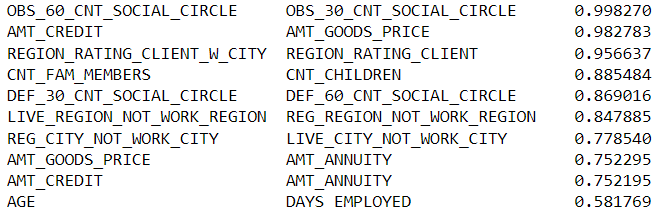 OBS_60_CNT_SOCIAL_CIRCLE OBS_30_CNT_SOCIAL_CIRCLE 0.998270
AMT_CREDIT AMT_GOODS_PRICE 0.982783
REGION_RATING_CLIENT_W_CITY REGION_RATING_CLIENT 0.956637
CNT_FAM_MEMBERS CNT_CHILDREN 0.885484
DEF_30_CNT_SOCIAL_CIRCLE DEF_60_CNT_SOCIAL_CIRCLE 0.869016
LIVE_REGION_NOT_WORK_REGION REG_REGION_NOT_WORK_REGION 0.847885
REG_CITY_NOT_WORK_CITY LIVE_CITY_NOT_WORK_CITY 0.778540
AMT_GOODS_PRICE AMT_ANNUITY 0.752295
AMT_CREDIT AMT_ANNUITY 0.752195
AGE DAYS_EMPLOYED 0.581769